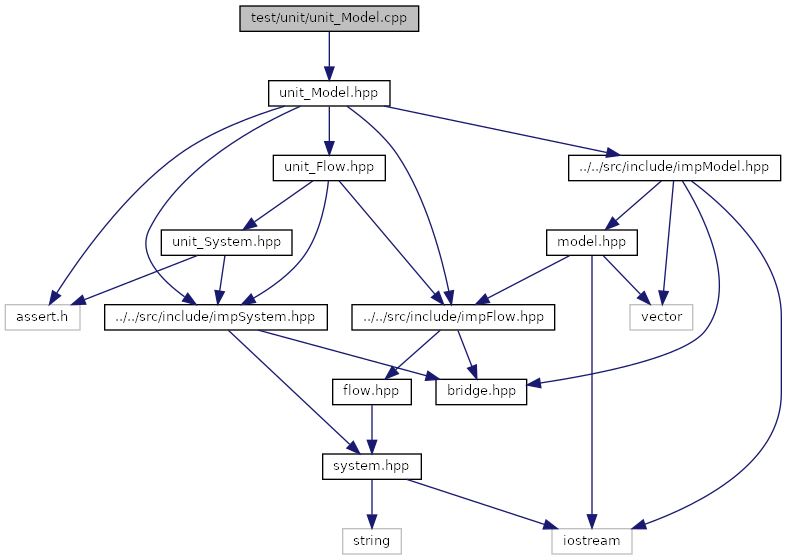 test/unit/unit_Model.cpp
unit_Model.hpp
unit_Flow.hpp
../../src/include/impModel.hpp
unit_System.hpp
model.hpp
assert.h
../../src/include/impSystem.hpp
../../src/include/impFlow.hpp
vector
flow.hpp
bridge.hpp
system.hpp
string
iostream